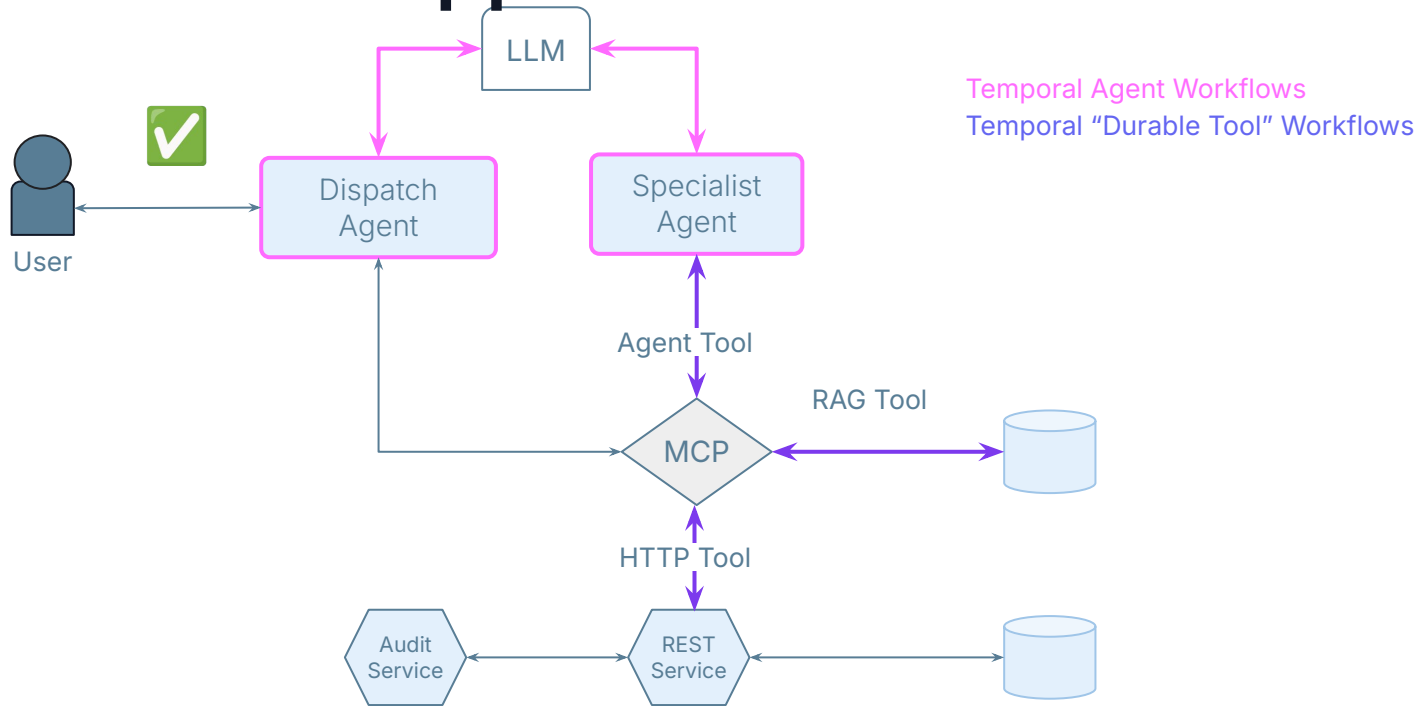 LLM
Temporal Agent Workflows
Temporal “Durable Tool” Workflows
Dispatch
Agent
Specialist
Agent
User
Agent Tool
RAG Tool
MCP
HTTP Tool
Audit
Service
REST
Service